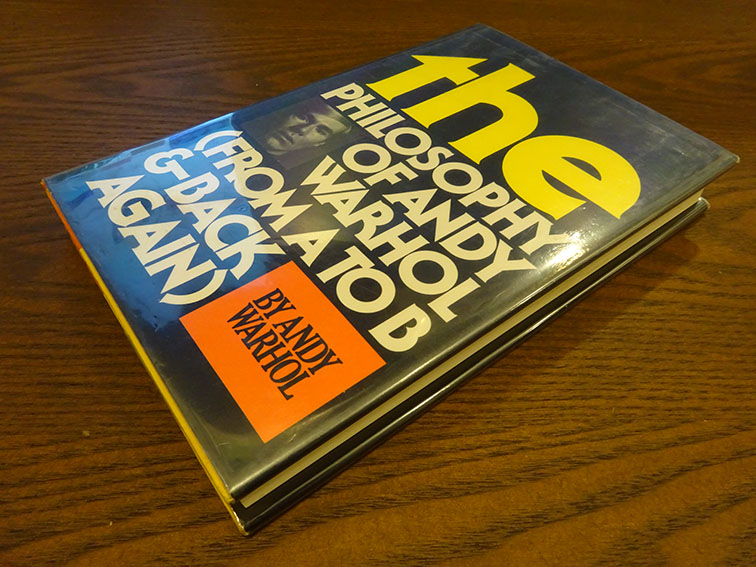 the
PHILOSOPHY
OF ANDY
WARHOL
(FROM A TO B
& BACK
AGAIN)
BY ANDY
WARHOL